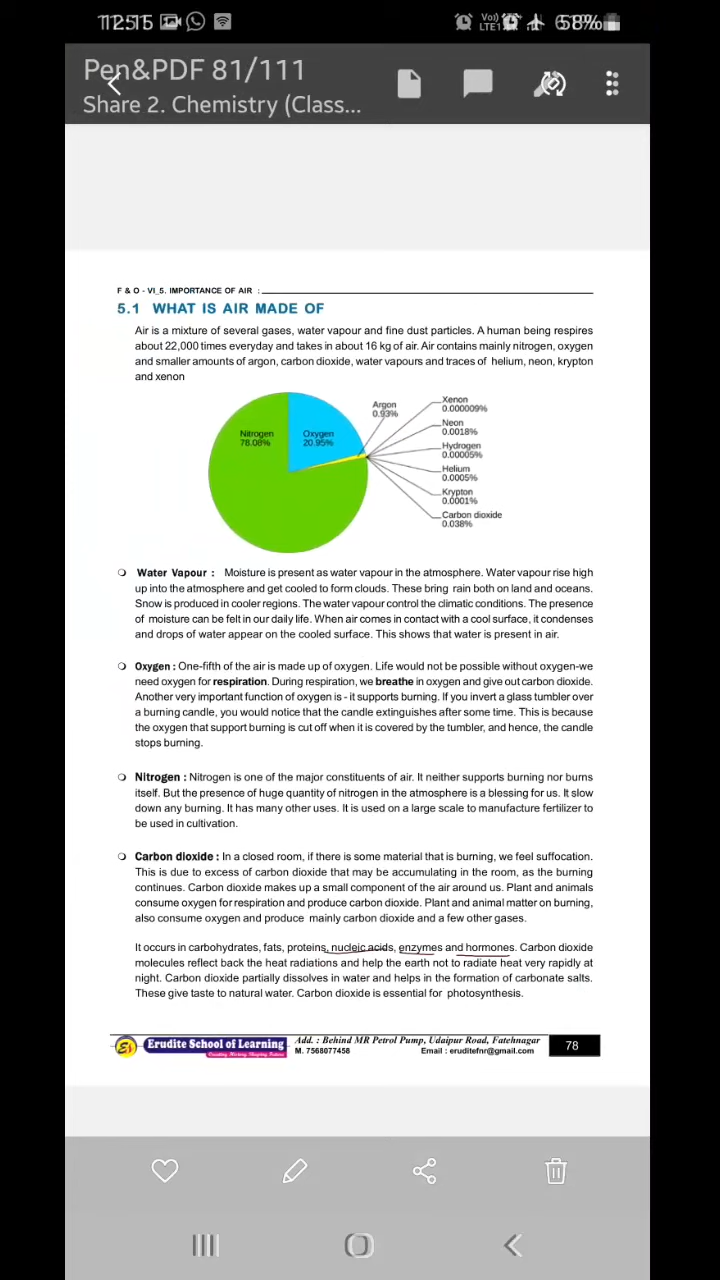 Pen&PDF 81/111
Share 2. Chemistry (Class...
F & O - VI_5. IMPORTANCE OF AIR :
5.1 WHAT IS AIR MADE OF
Air is a mixture of several gases, water vapour and fine dust particles. A human being respires
about 22,000 times everyday and takes in about 16 kg of air. Air contains mainly nitrogen, oxygen
and smaller amounts of argon, carbon dioxide, water vapours and traces of helium, neon, krypton
and xenon
Nitrogen
78.08%
Oxygen
20.95%
Argon
0.93%
Xenon
0.000009%
Neon
0.0018%
Hydrogen
0.00005%
Helium
0.0005%
Krypton
0.0001%
Carbon dioxide
0.038%
Water Vapour : Moisture is present as water vapour in the atmosphere. Water vapour rise high
up into the atmosphere and get cooled to form clouds. These bring rain both on land and oceans.
Snow is produced in cooler regions. The water vapour control the climatic conditions. The presence
of moisture can be felt in our daily life. When air comes in contact with a cool surface, it condenses
and drops of water appear on the cooled surface. This shows that water is present in air.
Oxygen : One-fifth of the air is made up of oxygen. Life would not be possible without oxygen-we
need oxygen for respiration. During respiration, we breathe in oxygen and give out carbon dioxide.
Another very important function of oxygen is - it supports burning. If you invert a glass tumbler over
a burning candle, you would notice that the candle extinguishes after some time. This is because
the oxygen that support burning is cut off when it is covered by the tumbler, and hence, the candle
stops burning.
Nitrogen : Nitrogen is one of the major constituents of air. It neither supports burning nor burns
itself. But the presence of huge quantity of nitrogen in the atmosphere is a blessing for us. It slow
down any burning. It has many other uses. It is used on a large scale to manufacture fertilizer to
be used in cultivation.
Carbon dioxide : In a closed room, if there is some material that is burning, we feel suffocation.
This is due to excess of carbon dioxide that may be accumulating in the room, as the burning
continues. Carbon dioxide makes up a small component of the air around us. Plant and animals
consume oxygen for respiration and produce carbon dioxide. Plant and animal matter on burning,
also consume oxygen and produce mainly carbon dioxide and a few other gases.
It occurs in carbohydrates, fats, proteins, nucleic acids, enzymes and hormones. Carbon dioxide
molecules reflect back the heat radiations and help the earth not to radiate heat very rapidly at
night. Carbon dioxide partially dissolves in water and helps in the formation of carbonate salts.
These give taste to natural water. Carbon dioxide is essential for photosynthesis.
Erudite School of Learning
Add. : Behind MR Petrol Pump, Udaipur Road, Fatehnagar
M. 7568077458 Email : eruditefnr@gmail.com
78